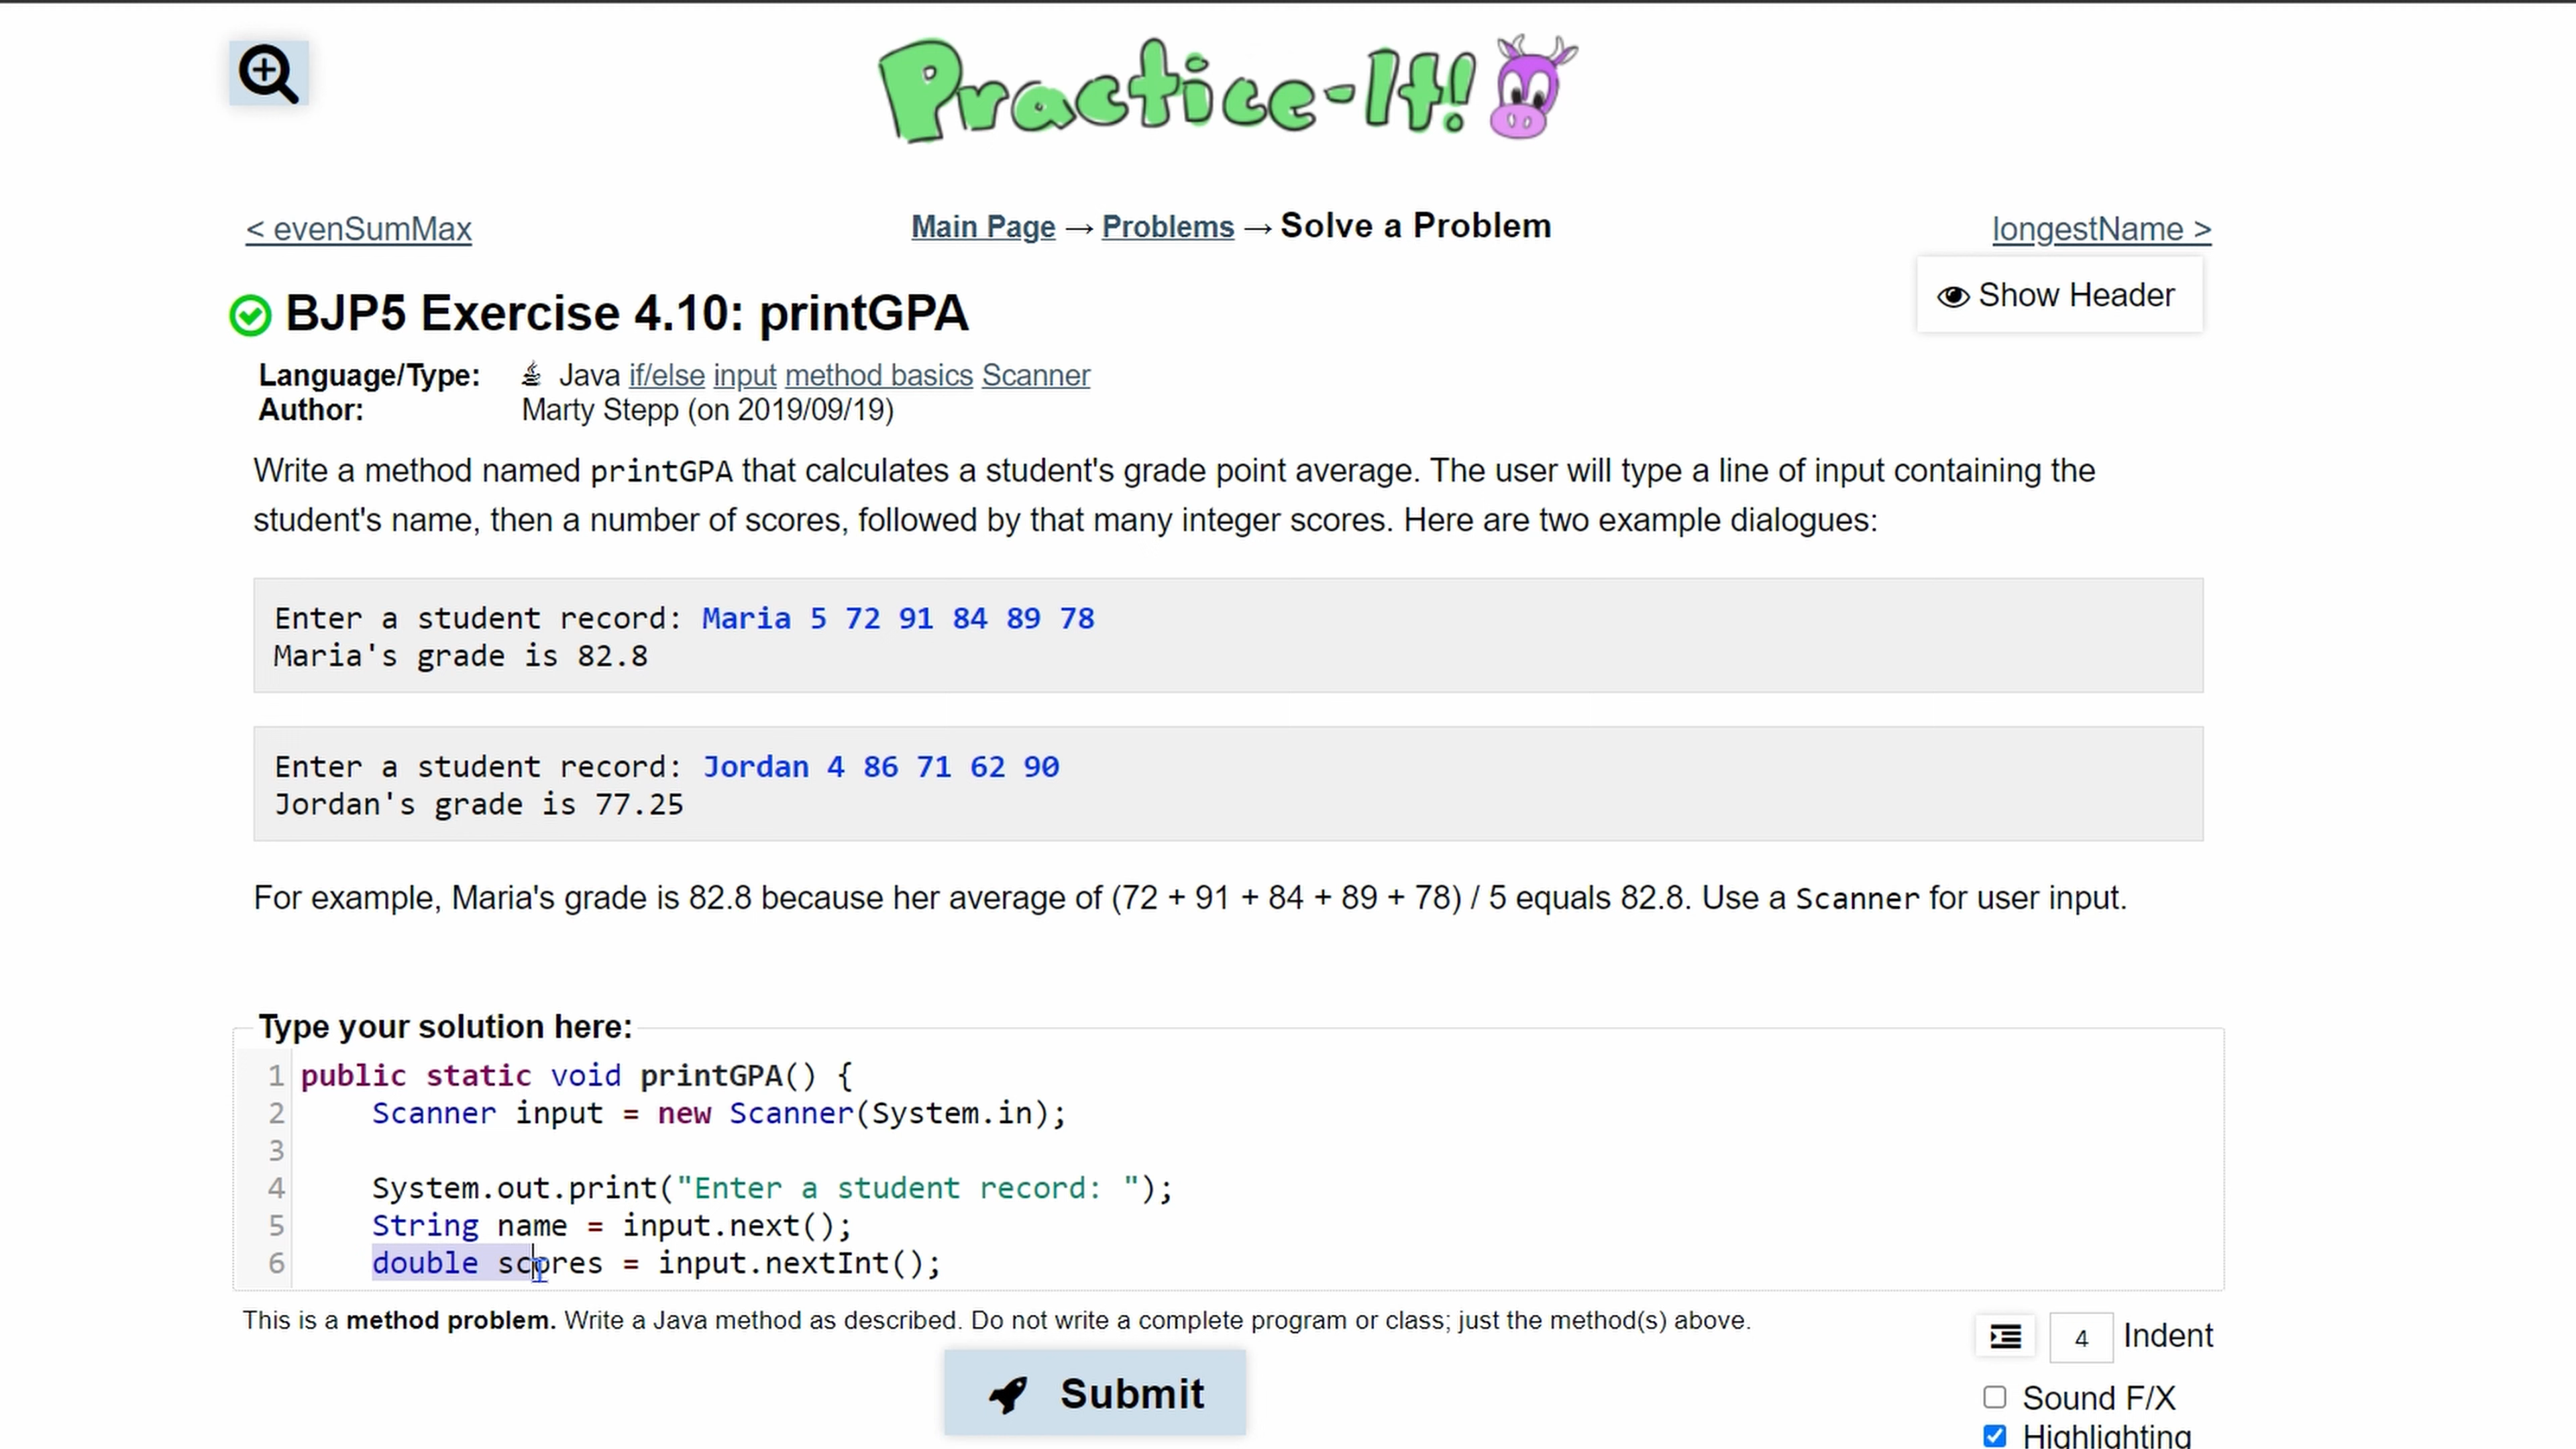 Practice-It!
< evenSumMax
Main Page → Problems → Solve a Problem
longestName >
Show Header
BJP5 Exercise 4.10: printGPA
Language/Type: Java if/else input method basics Scanner
Author: Marty Stepp (on 2019/09/19)
Write a method named printGPA that calculates a student's grade point average. The user will type a line of input containing the
student's name, then a number of scores, followed by that many integer scores. Here are two example dialogues:
Enter a student record: Maria 5 72 91 84 89 78
Maria's grade is 82.8
Enter a student record: Jordan 4 86 71 62 90
Jordan's grade is 77.25
For example, Maria's grade is 82.8 because her average of (72 + 91 + 84 + 89 + 78) / 5 equals 82.8. Use a Scanner for user input.
Type your solution here:
1 public static void printGPA() {
2     Scanner input = new Scanner(System.in);
3
4     System.out.print("Enter a student record: ");
5     String name = input.next();
6     double scores = input.nextInt();
This is a method problem. Write a Java method as described. Do not write a complete program or class; just the method(s) above.
4 Indent
Submit
Sound F/X
Highlighting